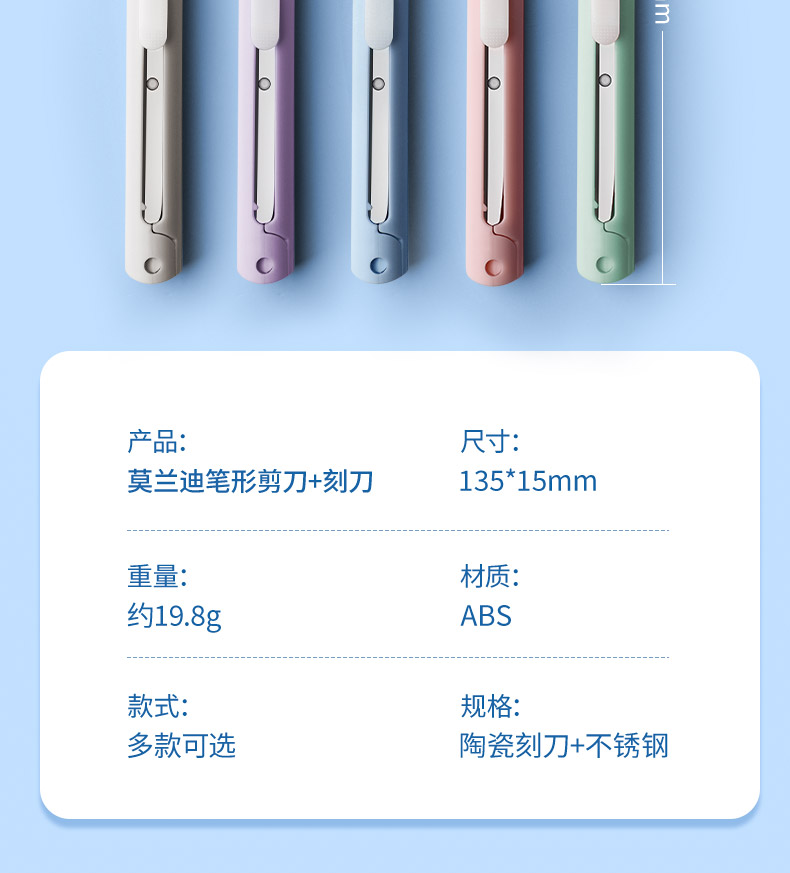 m
产品：
莫兰迪笔形剪刀+刻刀
尺寸：
135*15mm
重量：
约19.8g
材质：
ABS
款式：
多款可选
规格：
陶瓷刻刀+不锈钢